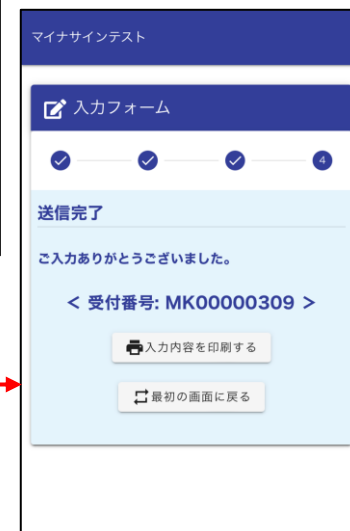 マイナサインテスト
入力フォーム
4
送信完了
ご入力ありがとうございました。
< 受付番号: MK00000309 >
入力内容を印刷する
最初の画面に戻る